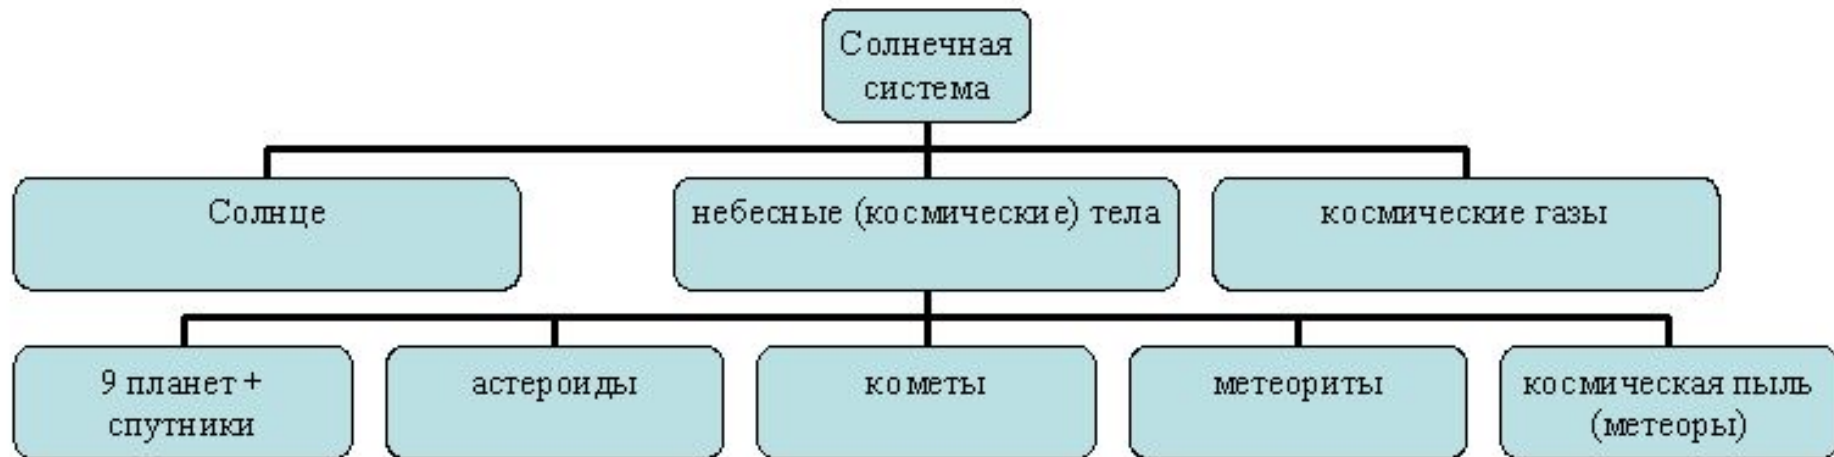 Солнечная
система
Солнце
небесные (космические) тела
космические газы
9 планет +
спутники
астероиды
кометы
метеориты
космическая пыль
(метеоры)